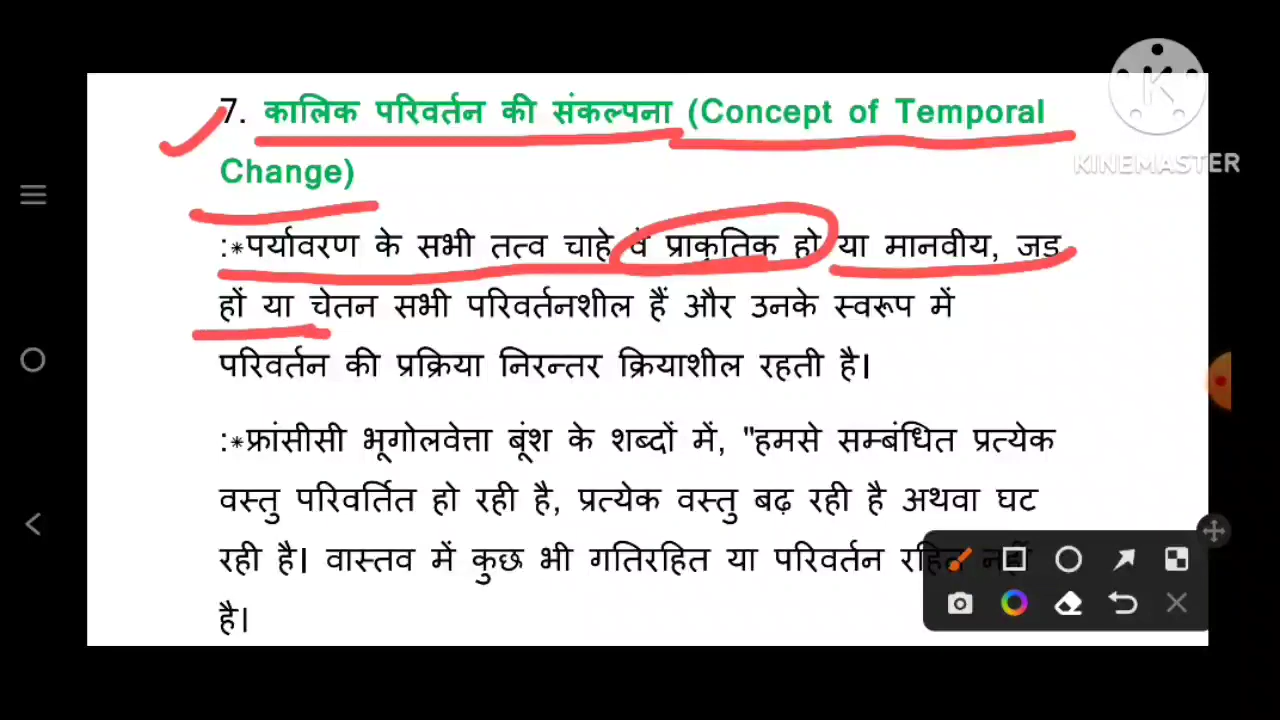 7. कालिक परिवर्तन की संकल्पना (Concept of Temporal
Change)
:*पर्यावरण के सभी तत्व चाहे वे प्राकृतिक हो या मानवीय, जड़
हों या चेतन सभी परिवर्तनशील हैं और उनके स्वरूप में
परिवर्तन की प्रक्रिया निरन्तर क्रियाशील रहती है।
:*फ्रांसीसी भूगोलवेत्ता बूंश के शब्दों में, "हमसे सम्बंधित प्रत्येक
वस्तु परिवर्तित हो रही है, प्रत्येक वस्तु बढ़ रही है अथवा घट
रही है। वास्तव में कुछ भी गतिरहित या परिवर्तन रहित नहीं
है।
KINEMASTER